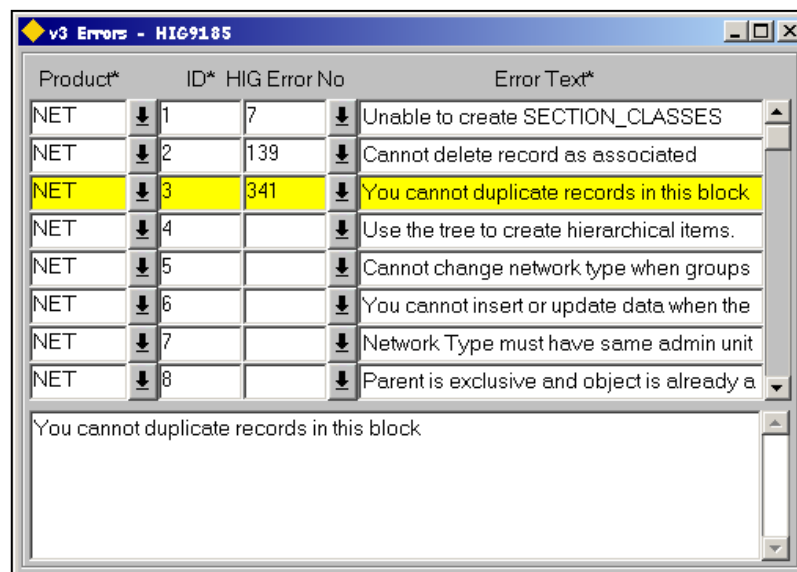 v3 Errors - HIG9185
Product* ID* HIG Error No Error Text*
NET 1 7 Unable to create SECTION_CLASSES
NET 2 139 Cannot delete record as associated
NET 3 341 You cannot duplicate records in this block
NET 4 Use the tree to create hierarchical items.
NET 5 Cannot change network type when groups
NET 6 You cannot insert or update data when the
NET 7 Network Type must have same admin unit
NET 8 Parent is exclusive and object is already a
You cannot duplicate records in this block